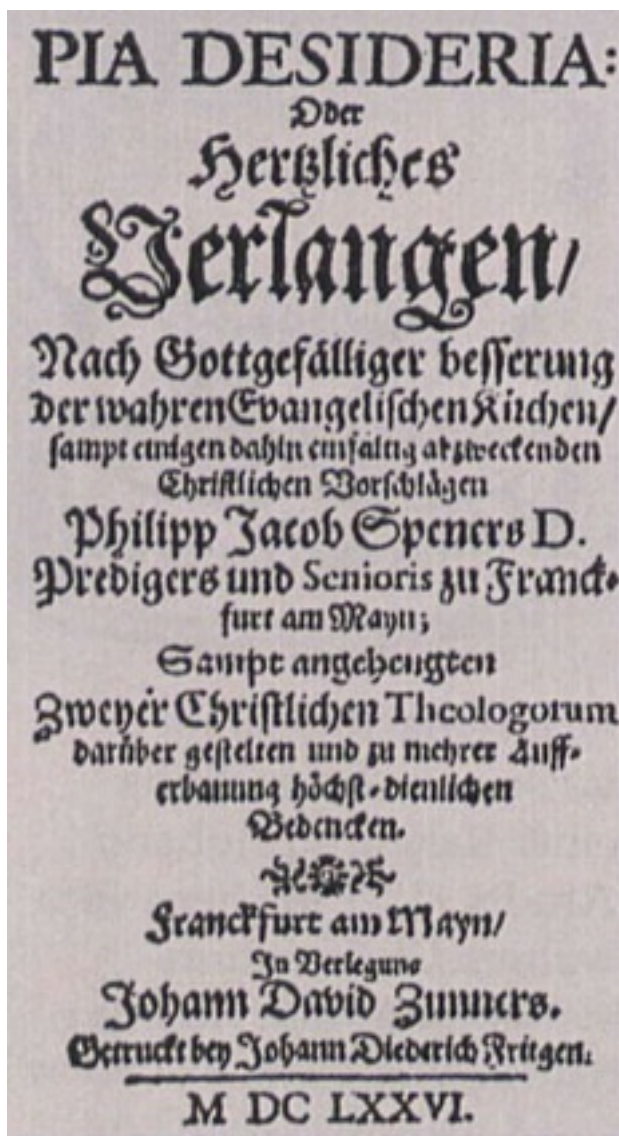 PIA DESIDERIA:
Oder
Hertzliches
Verlangen/
Nach Gottgefälliger besserung
der wahren Evangelischen Kirchen/
sampt einigen dahin einfältig abzweckenden
Christlichen Vorschlägen
Philipp Jacob Speners D.
Predigers und Senioris zu Franck-
furt am Mayn;
Sampt angehengten
Zweyer Christlichen Theologorum
darüber gestelten und zu mehrer Auff-
erbauung höchst-dienlichen
Bedencken.
Franckfurt am Mayn/
In Verlegung
Johann David Zunners.
Getruckt bey Johann Diederich Fritgen.
M DC LXXVI.